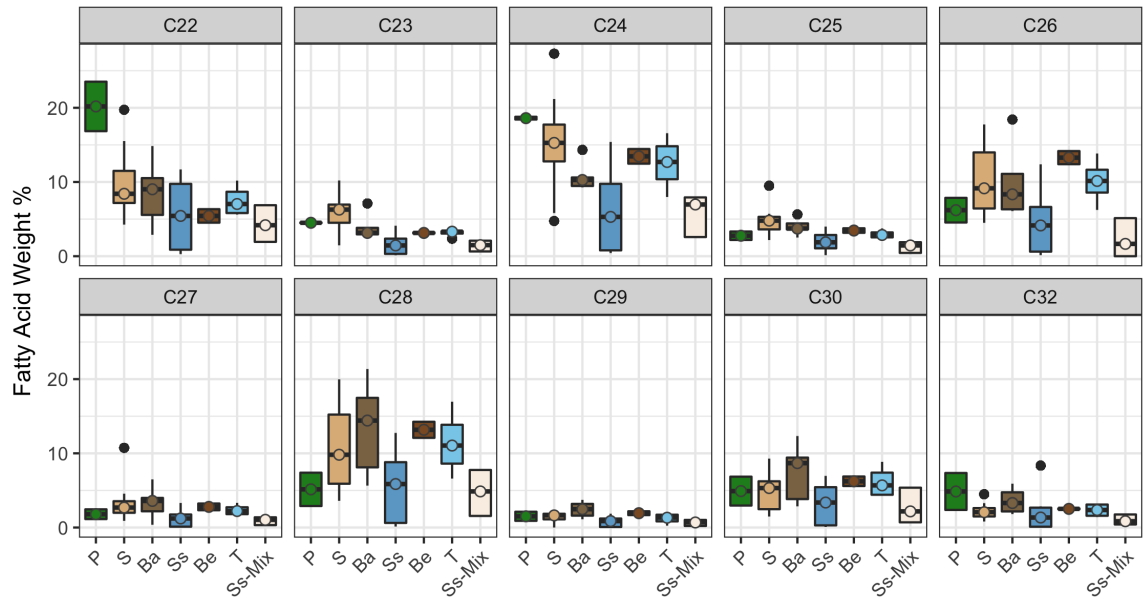 C22 C23 C24 C25 C26
20
10
0
C27 C28 C29 C30 C32
20
10
0
Fatty Acid Weight %
P S Ba Ss Be T Ss-Mix P S Ba Ss Be T Ss-Mix P S Ba Ss Be T Ss-Mix P S Ba Ss Be T Ss-Mix P S Ba Ss Be T Ss-Mix